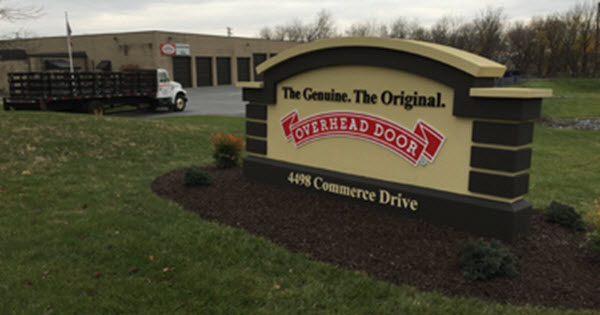 The Genuine. The Original.
OVERHEAD DOOR
4498 Commerce Drive